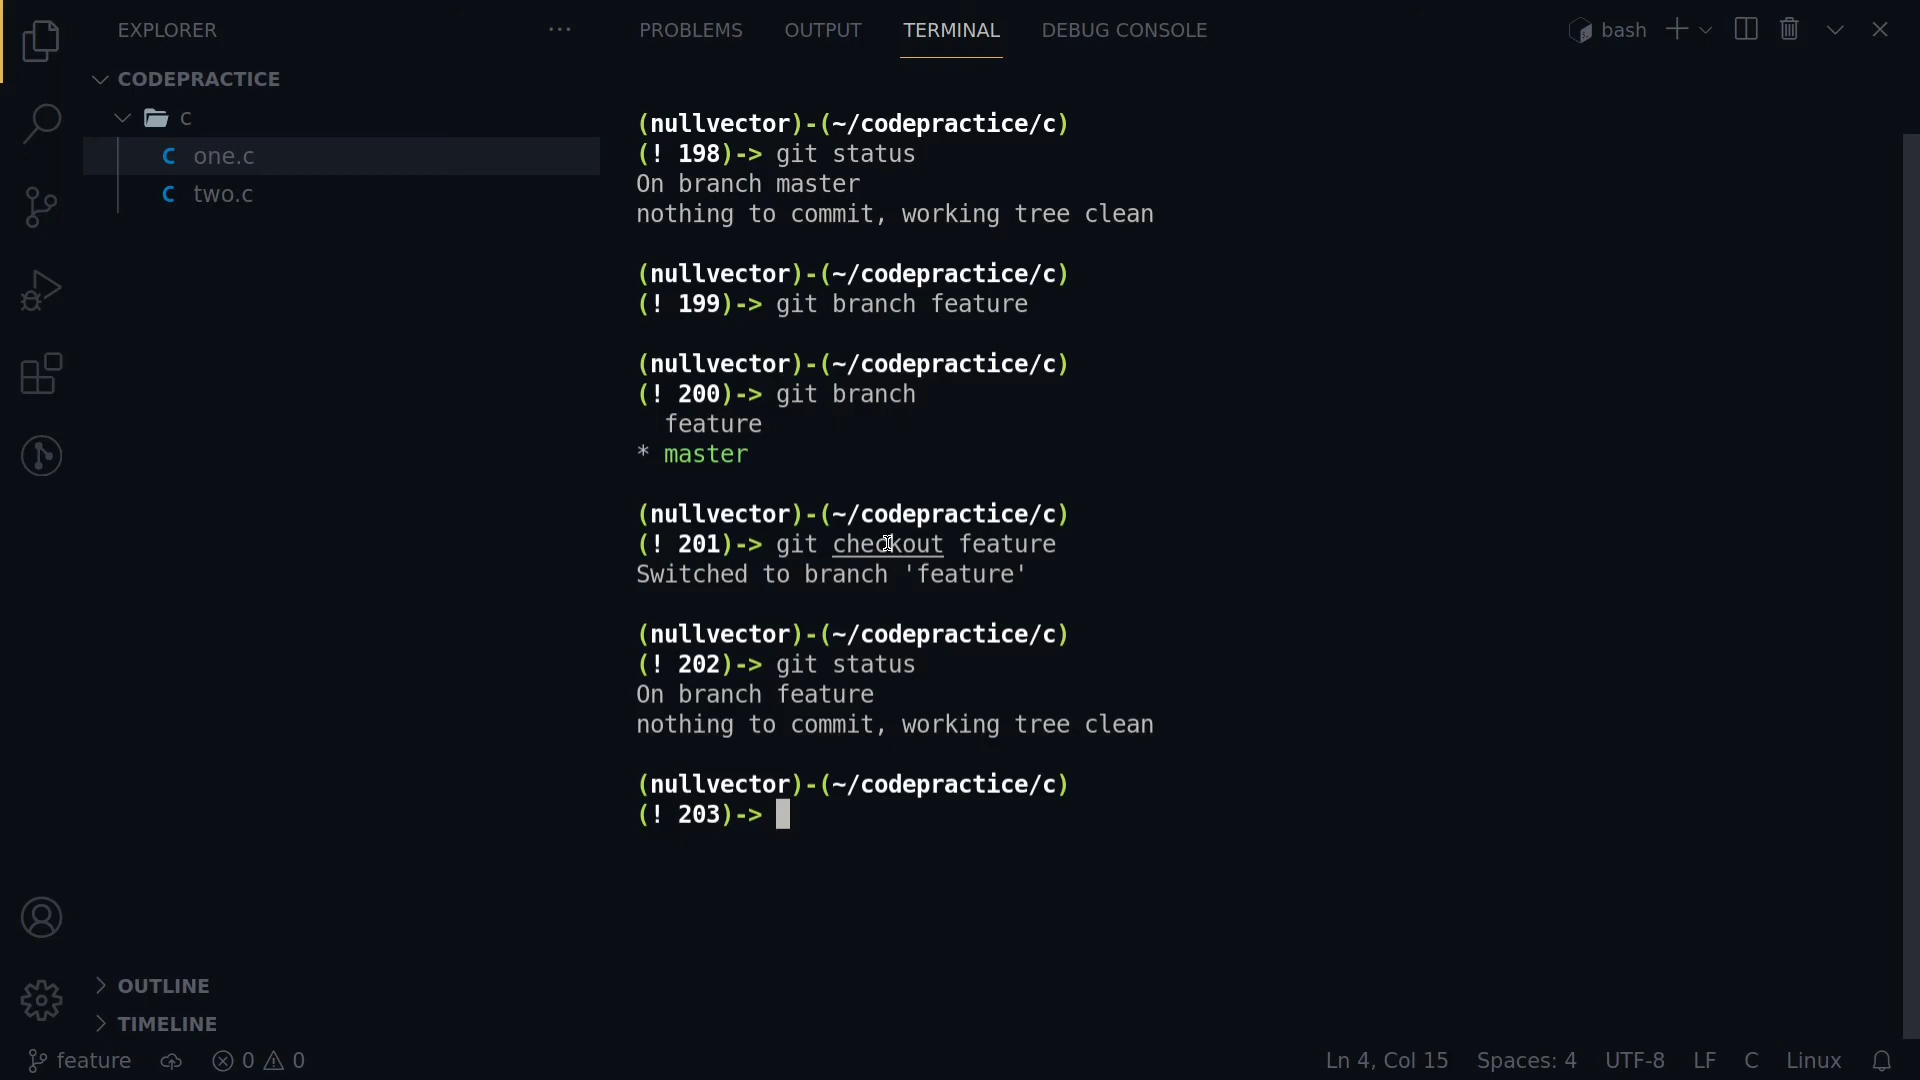 EXPLORER
PROBLEMS OUTPUT TERMINAL DEBUG CONSOLE
bash
CODEPRACTICE
c
C one.c
C two.c
(nullvector)-(~/codepractice/c)
(! 198)-> git status
On branch master
nothing to commit, working tree clean
(nullvector)-(~/codepractice/c)
(! 199)-> git branch feature
(nullvector)-(~/codepractice/c)
(! 200)-> git branch
feature
* master
(nullvector)-(~/codepractice/c)
(! 201)-> git checkout feature
Switched to branch 'feature'
(nullvector)-(~/codepractice/c)
(! 202)-> git status
On branch feature
nothing to commit, working tree clean
(nullvector)-(~/codepractice/c)
(! 203)->
OUTLINE
TIMELINE
feature 0 0
Ln 4, Col 15 Spaces: 4 UTF-8 LF C Linux